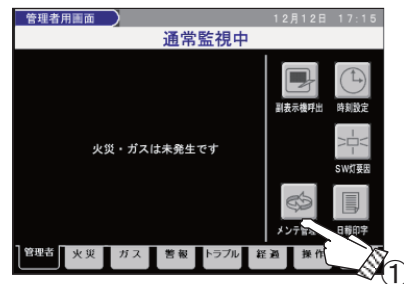 管理者用画面
12月12日 17:15
通常監視中
副表示機呼出
時刻設定
火災・ガスは未発生です
SW灯要因
メンテ管理
日報印字
管理者
火災
ガス
警報
トラブル
経過
操作
①